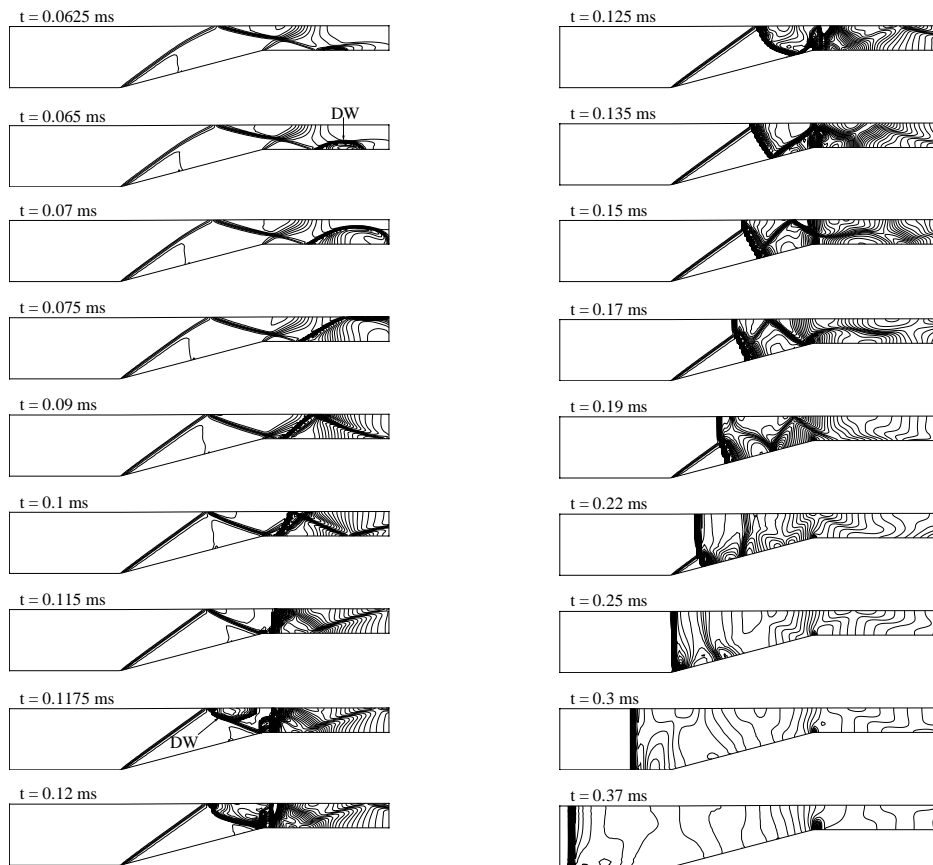 t = 0.0625 ms
t = 0.065 ms
DW
t = 0.07 ms
t = 0.075 ms
t = 0.09 ms
t = 0.1 ms
t = 0.115 ms
t = 0.1175 ms
DW
t = 0.12 ms
t = 0.125 ms
t = 0.135 ms
t = 0.15 ms
t = 0.17 ms
t = 0.19 ms
t = 0.22 ms
t = 0.25 ms
t = 0.3 ms
t = 0.37 ms